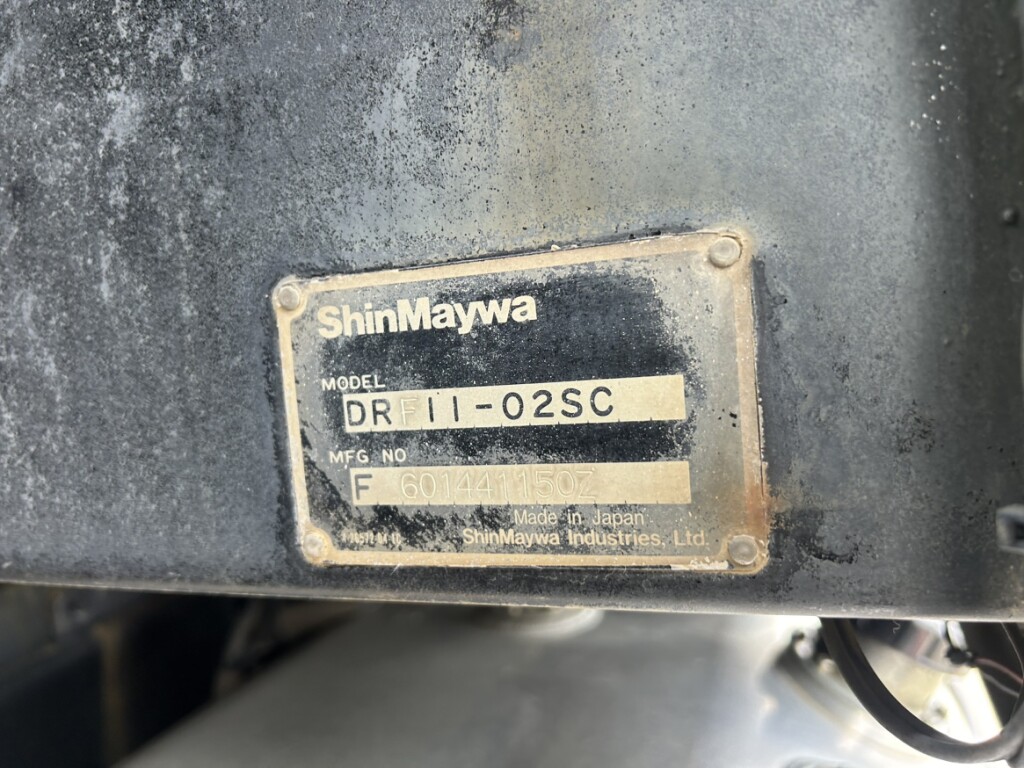 ShinMaywa
MODEL
DRF11-02SC
MFG NO
F 601441150Z
Made in Japan
ShinMaywa Industries, Ltd.